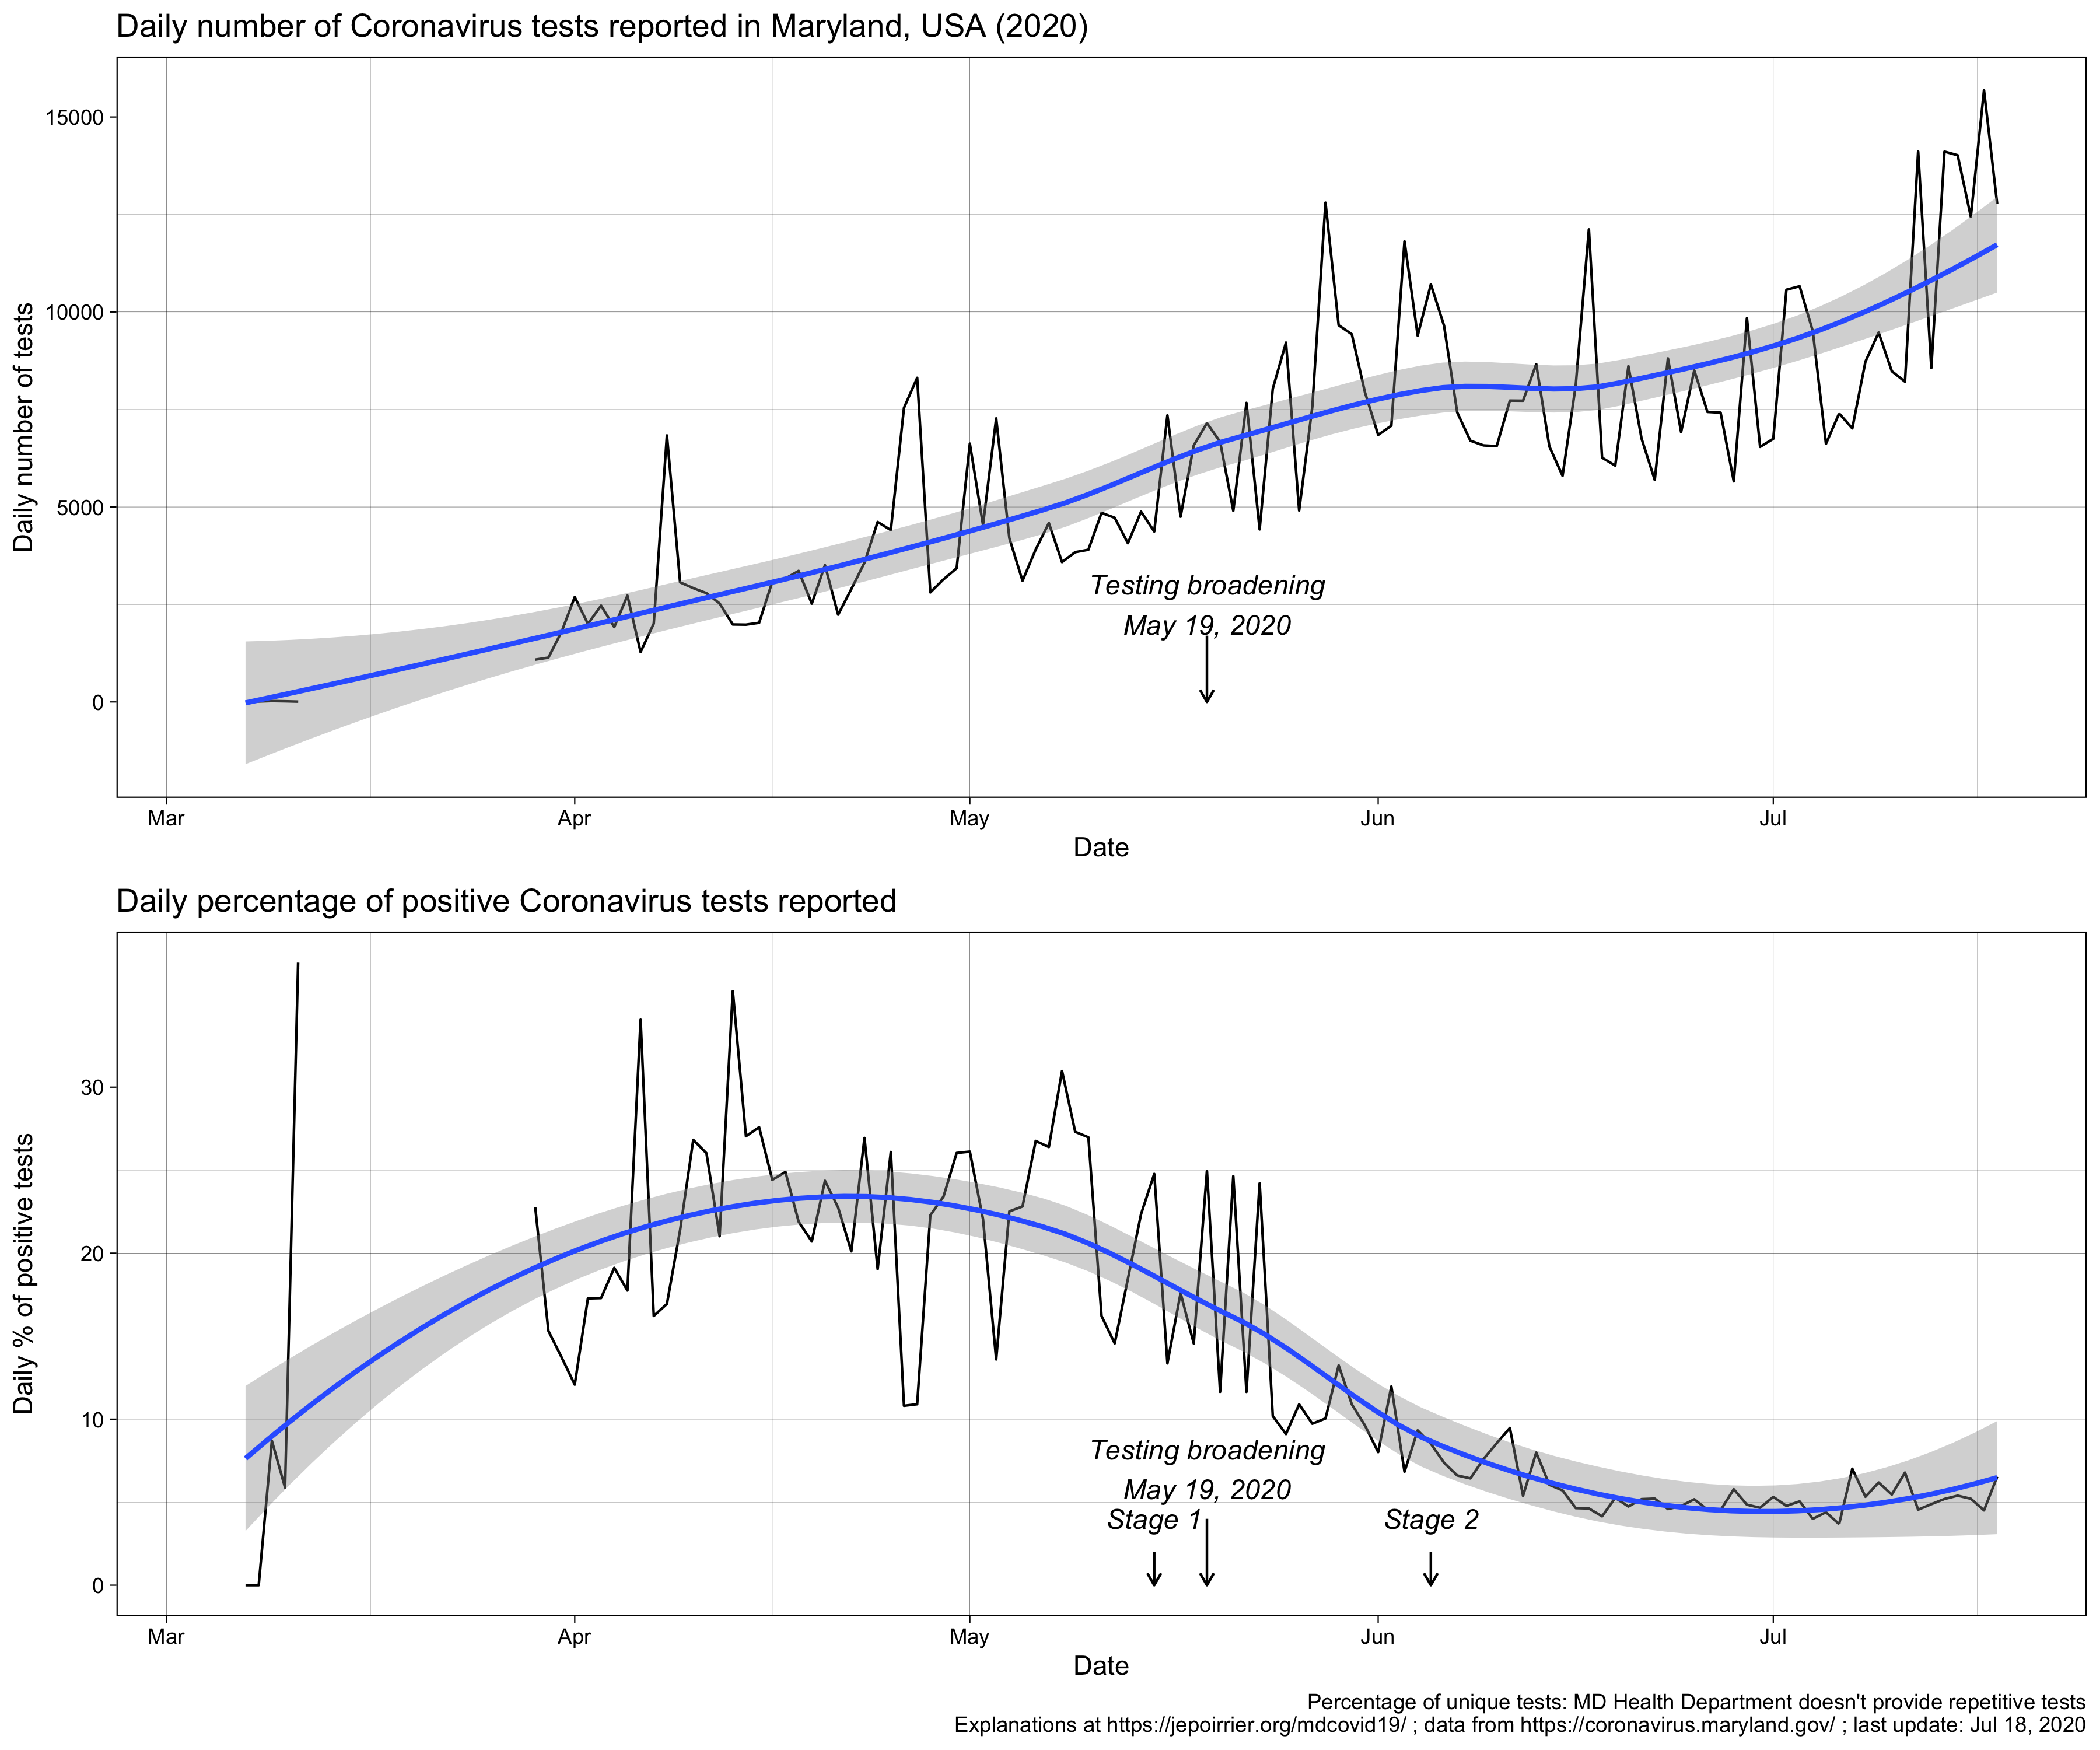 Daily number of Coronavirus tests reported in Maryland, USA (2020)
15000
10000
5000
0
Daily number of tests
Testing broadening
May 19, 2020
Mar Apr May Jun Jul
Date
Daily percentage of positive Coronavirus tests reported
30
20
10
0
Daily % of positive tests
Testing broadening
May 19, 2020
Stage 1 Stage 2
Mar Apr May Jun Jul
Date
Percentage of unique tests: MD Health Department doesn't provide repetitive tests
Explanations at https://jepoirrier.org/mdcovid19/ ; data from https://coronavirus.maryland.gov/ ; last update: Jul 18, 2020